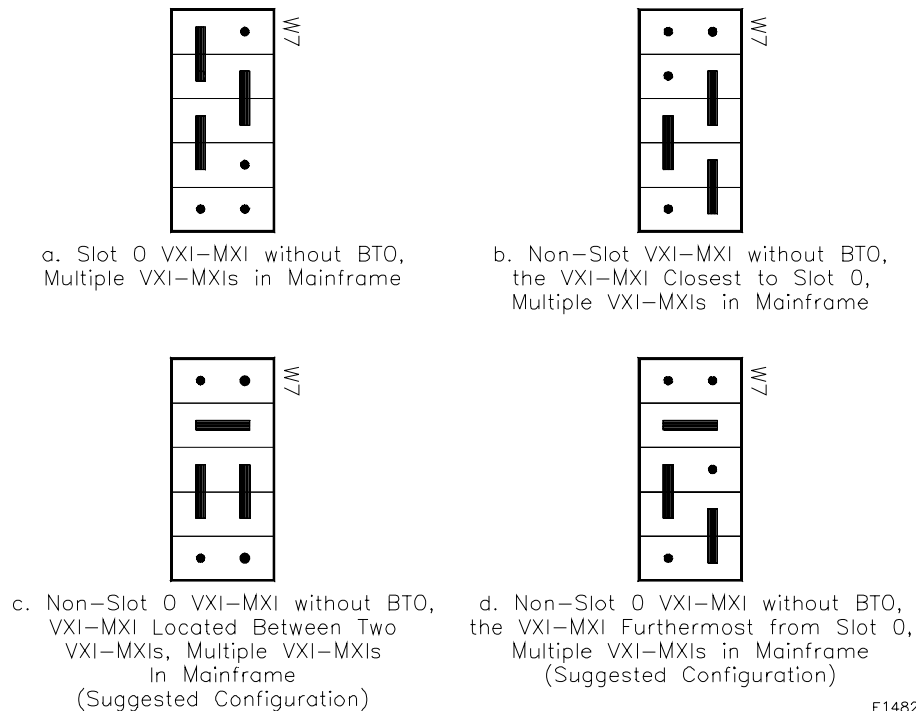 W7
W7
a. Slot 0 VXI-MXI without BTO,
Multiple VXI-MXIs in Mainframe
b. Non-Slot VXI-MXI without BTO,
the VXI-MXI Closest to Slot 0,
Multiple VXI-MXIs in Mainframe
W7
W7
c. Non-Slot 0 VXI-MXI without BTO,
VXI-MXI Located Between Two
VXI-MXIs, Multiple VXI-MXIs
In Mainframe
(Suggested Configuration)
d. Non-Slot 0 VXI-MXI without BTO,
the VXI-MXI Furthermost from Slot 0,
Multiple VXI-MXIs in Mainframe
(Suggested Configuration)
E1482